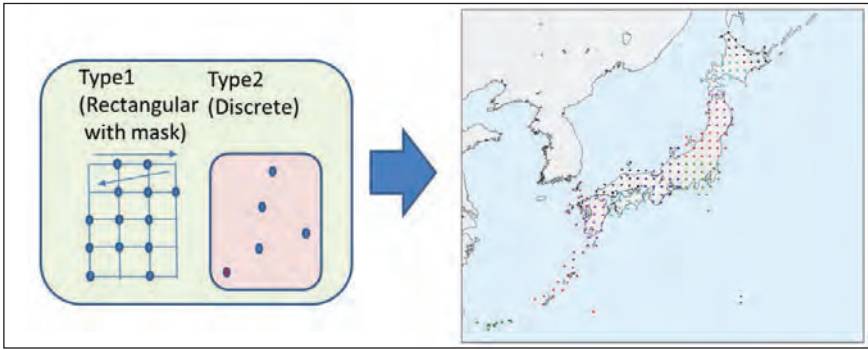 Type1
(Rectangular
with mask)
Type2
(Discrete)